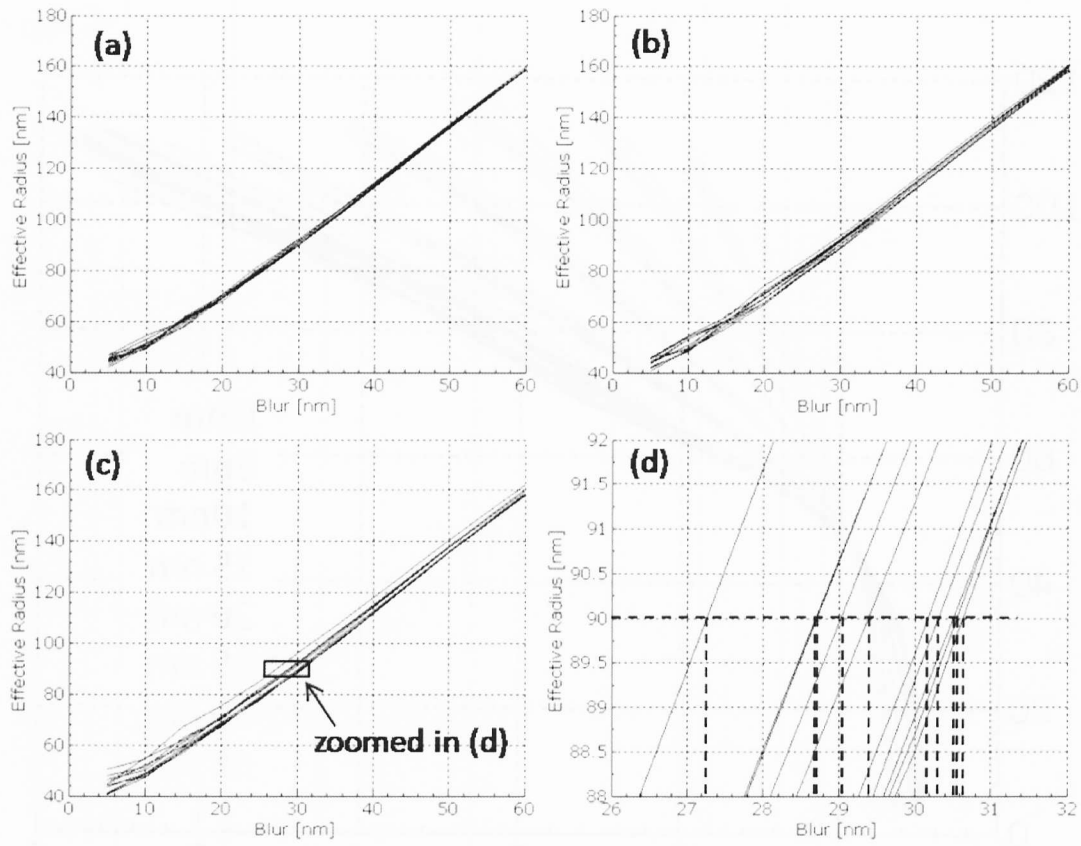 (a)
Effective Radius [nm]
180
160
140
120
100
80
60
40
0 10 20 30 40 50 60
Blur [nm]
(b)
Effective Radius [nm]
180
160
140
120
100
80
60
40
0 10 20 30 40 50 60
Blur [nm]
(c)
Effective Radius [nm]
180
160
140
120
100
80
60
40
zoomed in (d)
0 10 20 30 40 50 60
Blur [nm]
(d)
Effective Radius [nm]
92
91.5
91
90.5
90
89.5
89
88.5
88
26 27 28 29 30 31 32
Blur [nm]